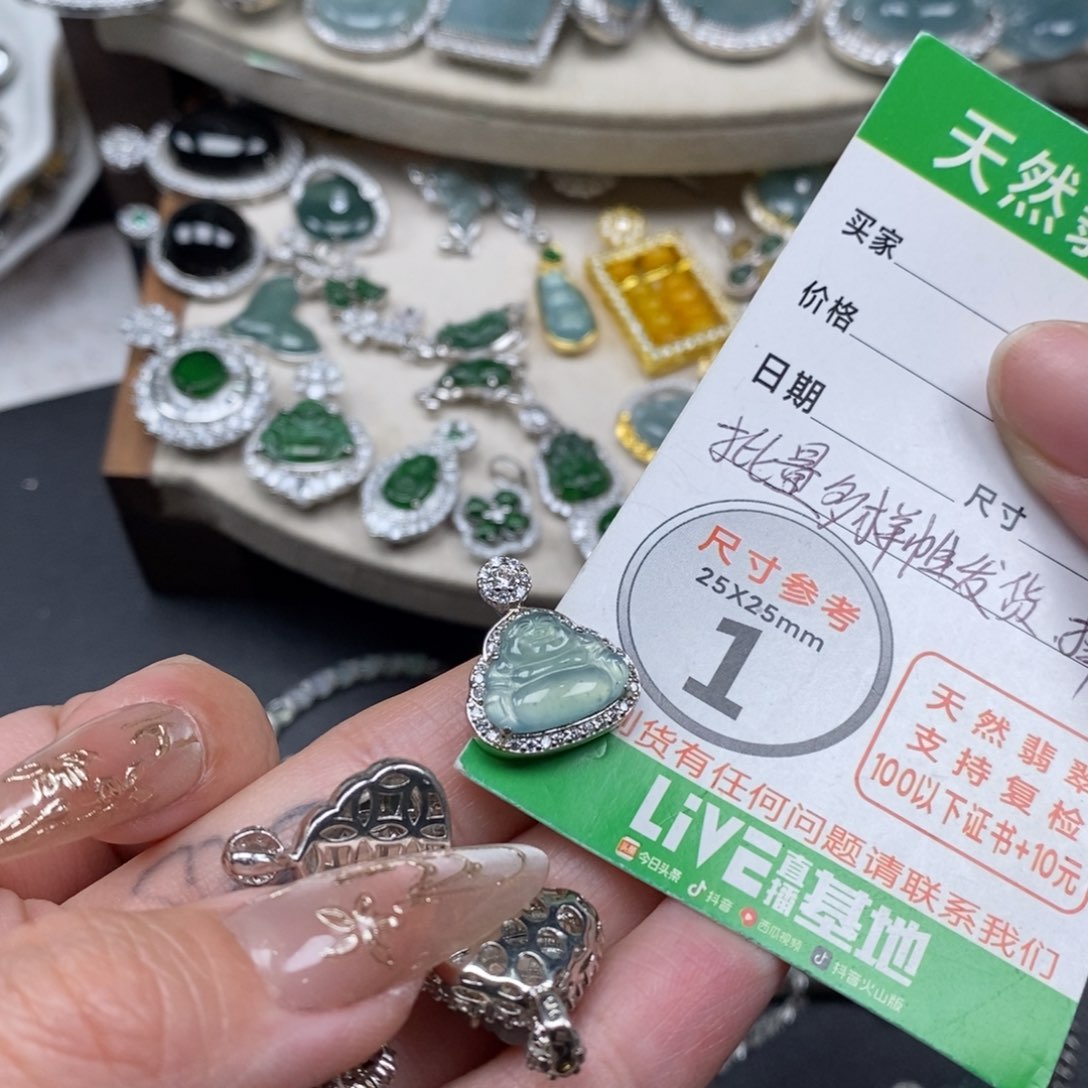 天然
买家
价格
日期
尺寸
批量多样性发货
尺寸参考
25X25mm
1
天然翡翠
支持复检
100以下证书+10元
到货有任何问题请联系我们
LiVE直播基地
今日头条 抖音 西瓜视频 抖音火山版